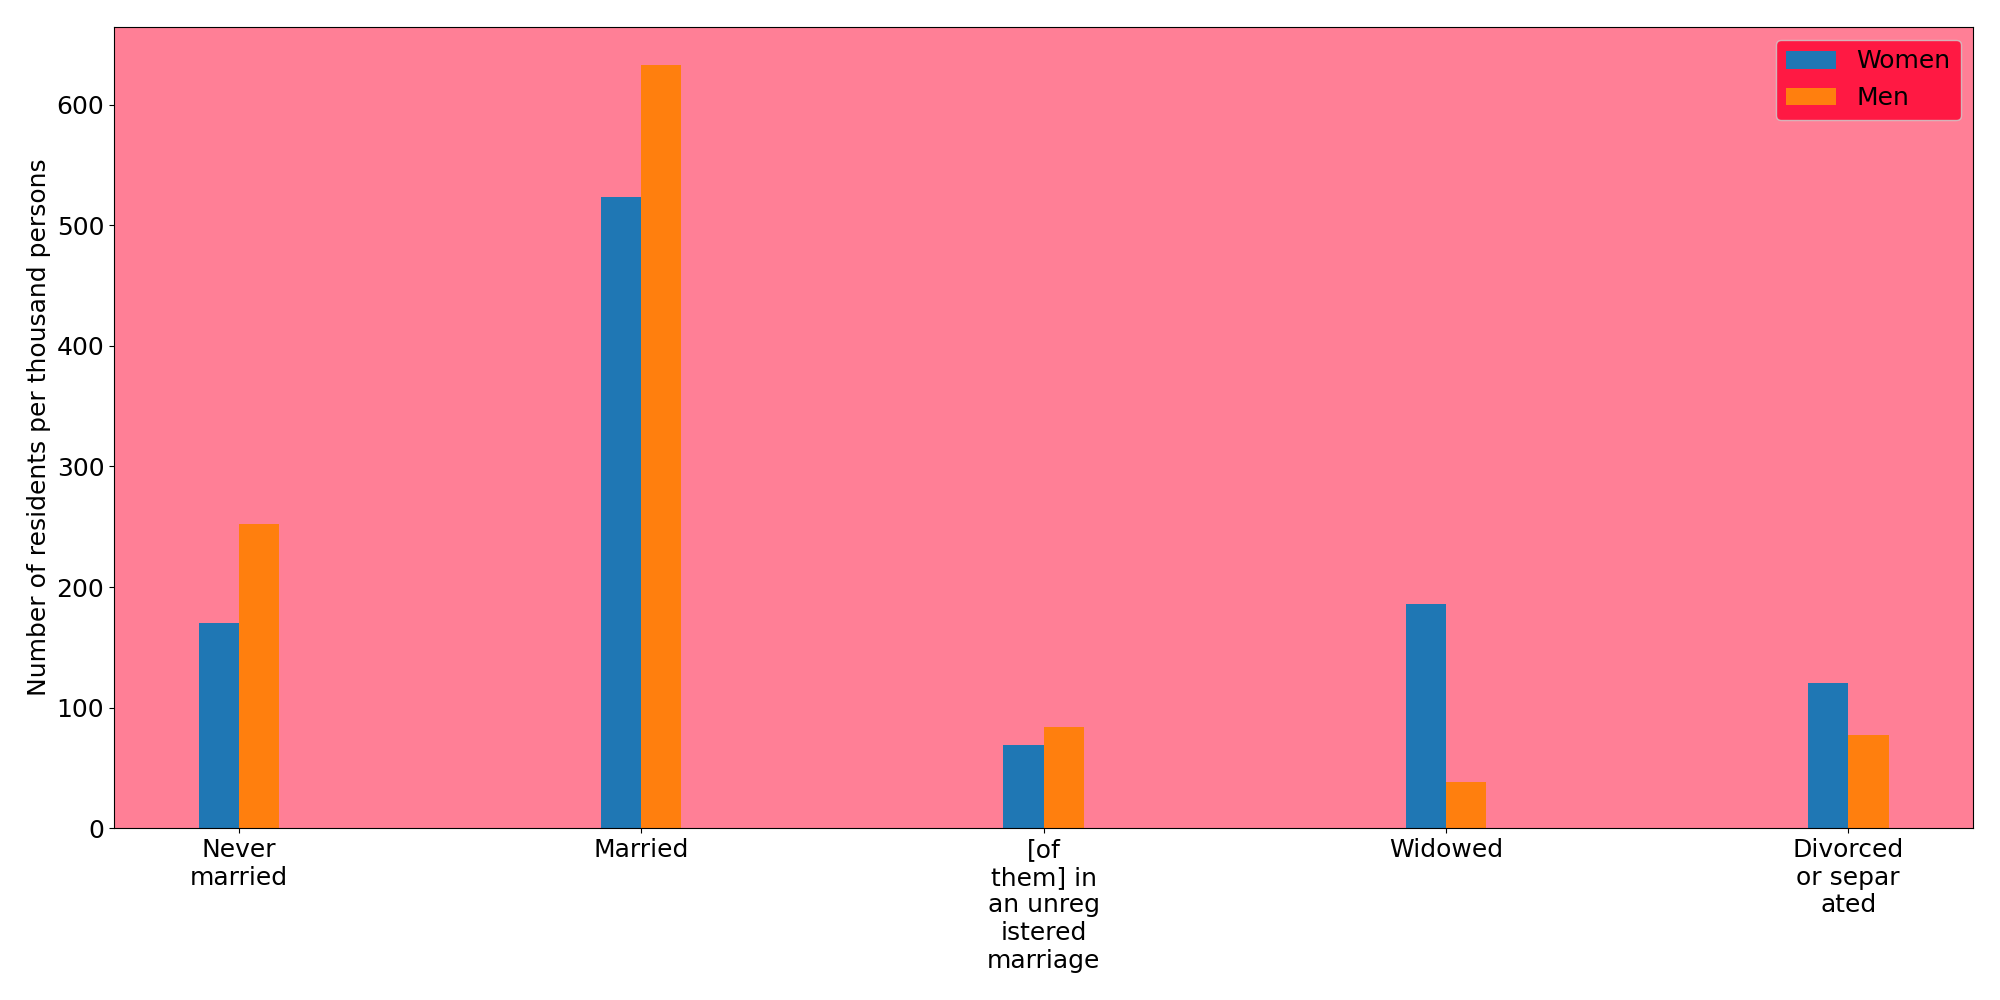 Women
Men
Number of residents per thousand persons
600
500
400
300
200
100
0
Never
married
Married
[of
them] in
an unreg
istered
marriage
Widowed
Divorced
or separ
ated